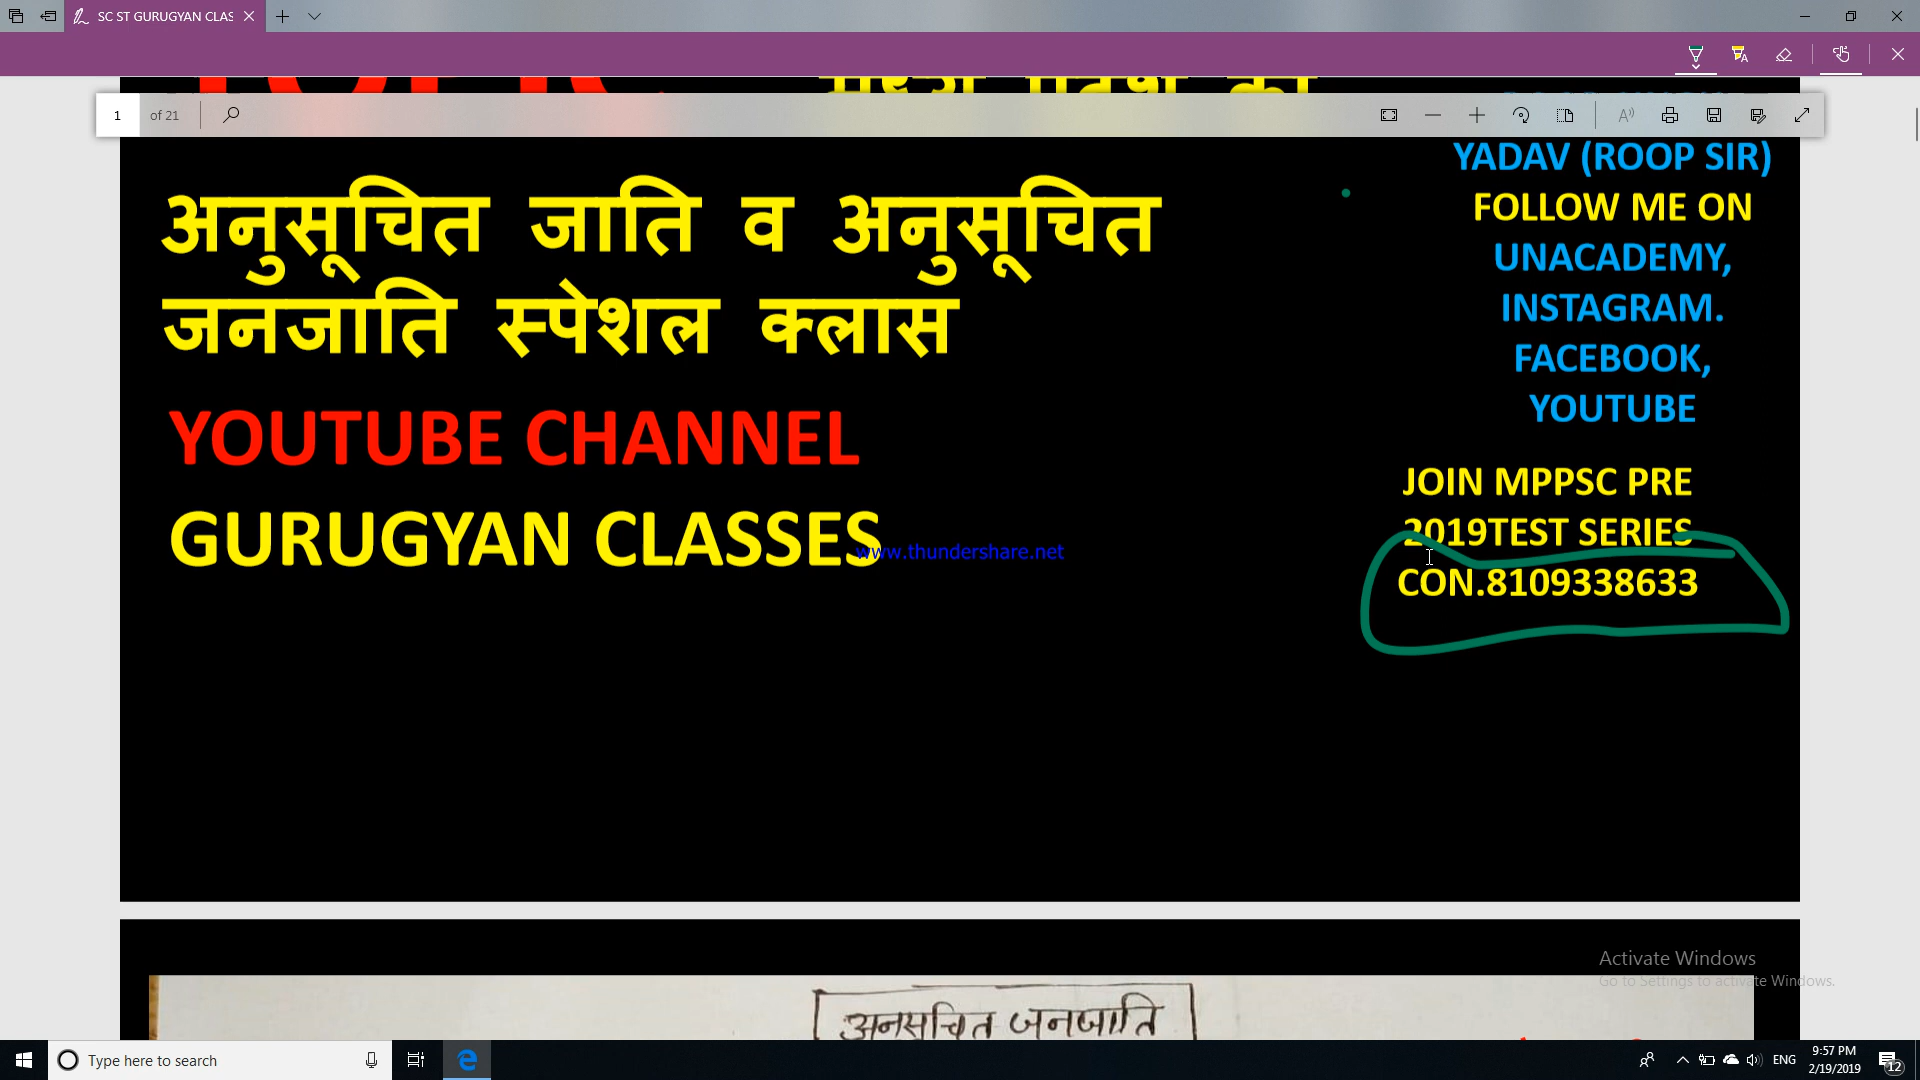 SC ST GURUGYAN CLAS
1 of 21
YADAV (ROOP SIR)
FOLLOW ME ON
UNACADEMY,
INSTAGRAM.
FACEBOOK,
YOUTUBE
अनुसूचित जाति व अनुसूचित
जनजाति स्पेशल क्लास
YOUTUBE CHANNEL
GURUGYAN CLASSES
www.thundershare.net
JOIN MPPSC PRE
2019TEST SERIES
CON.8109338633
Activate Windows
Go to Settings to activate Windows.
अनुसूचित जनजाति
Type here to search
ENG
9:57 PM
2/19/2019
12